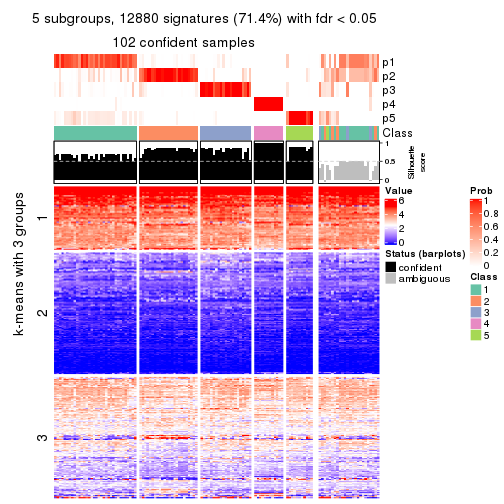 5 subgroups, 12880 signatures (71.4%) with fdr < 0.05
102 confident samples
p1
p2
p3
p4
p5
Class
1
0.5
0
Silhouette
score
k-means with 3 groups
1
2
3
Value
6
4
2
0
Status (barplots)
confident
ambiguous
Prob
1
0.8
0.6
0.4
0.2
0
Class
1
2
3
4
5